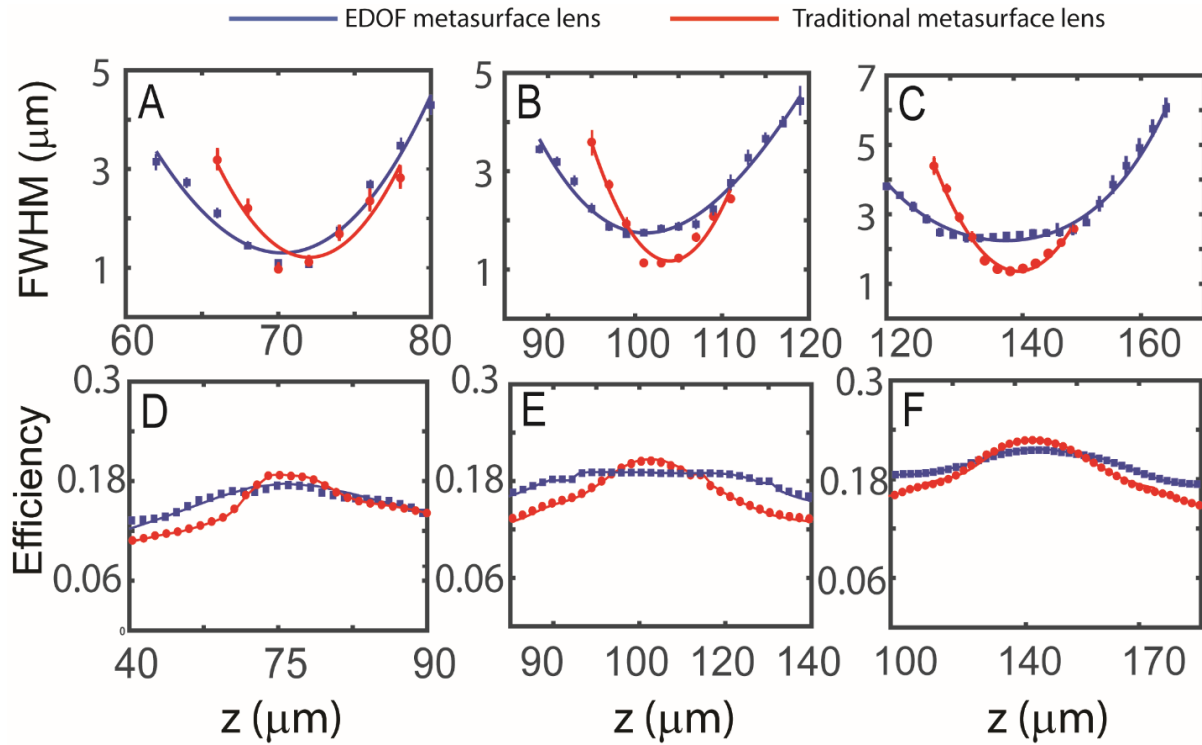 EDOF metasurface lens Traditional metasurface lens
FWHM (μm)
5
3
1
A
60 70 80
5
3
1
B
90 100 110 120
7
5
4
3
2
1
C
120 140 160
Efficiency
0.3
0.18
0.06
0
D
40 75 90
z (μm)
0.3
0.18
0.06
E
90 100 120 140
z (μm)
0.3
0.18
0.06
F
100 140 170
z (μm)